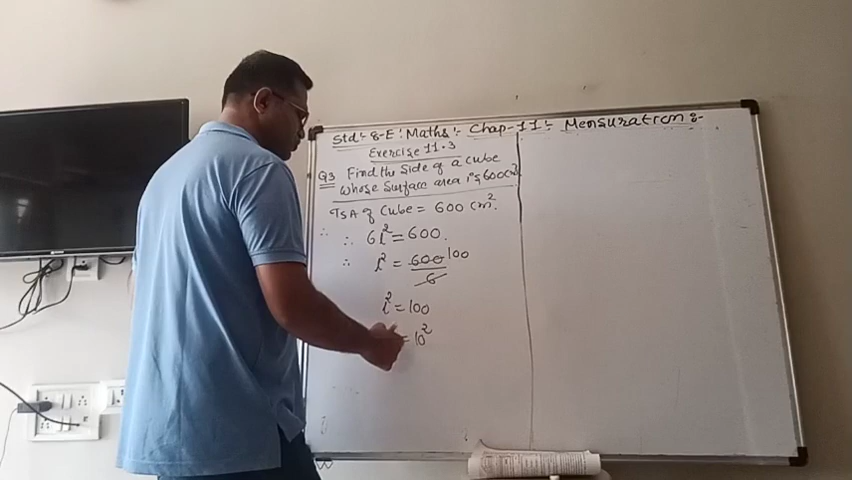 Std:- 8-E : Maths :- Chap-11 :- Mensuration :-
Exercise 11.3
Q3 Find the side of a cube
whose surface area is 600cm²
TSA of Cube = 600 cm².
∴ ∴ 6l² = 600.
∴ l² = 600/6 100
l² = 100
= 10²